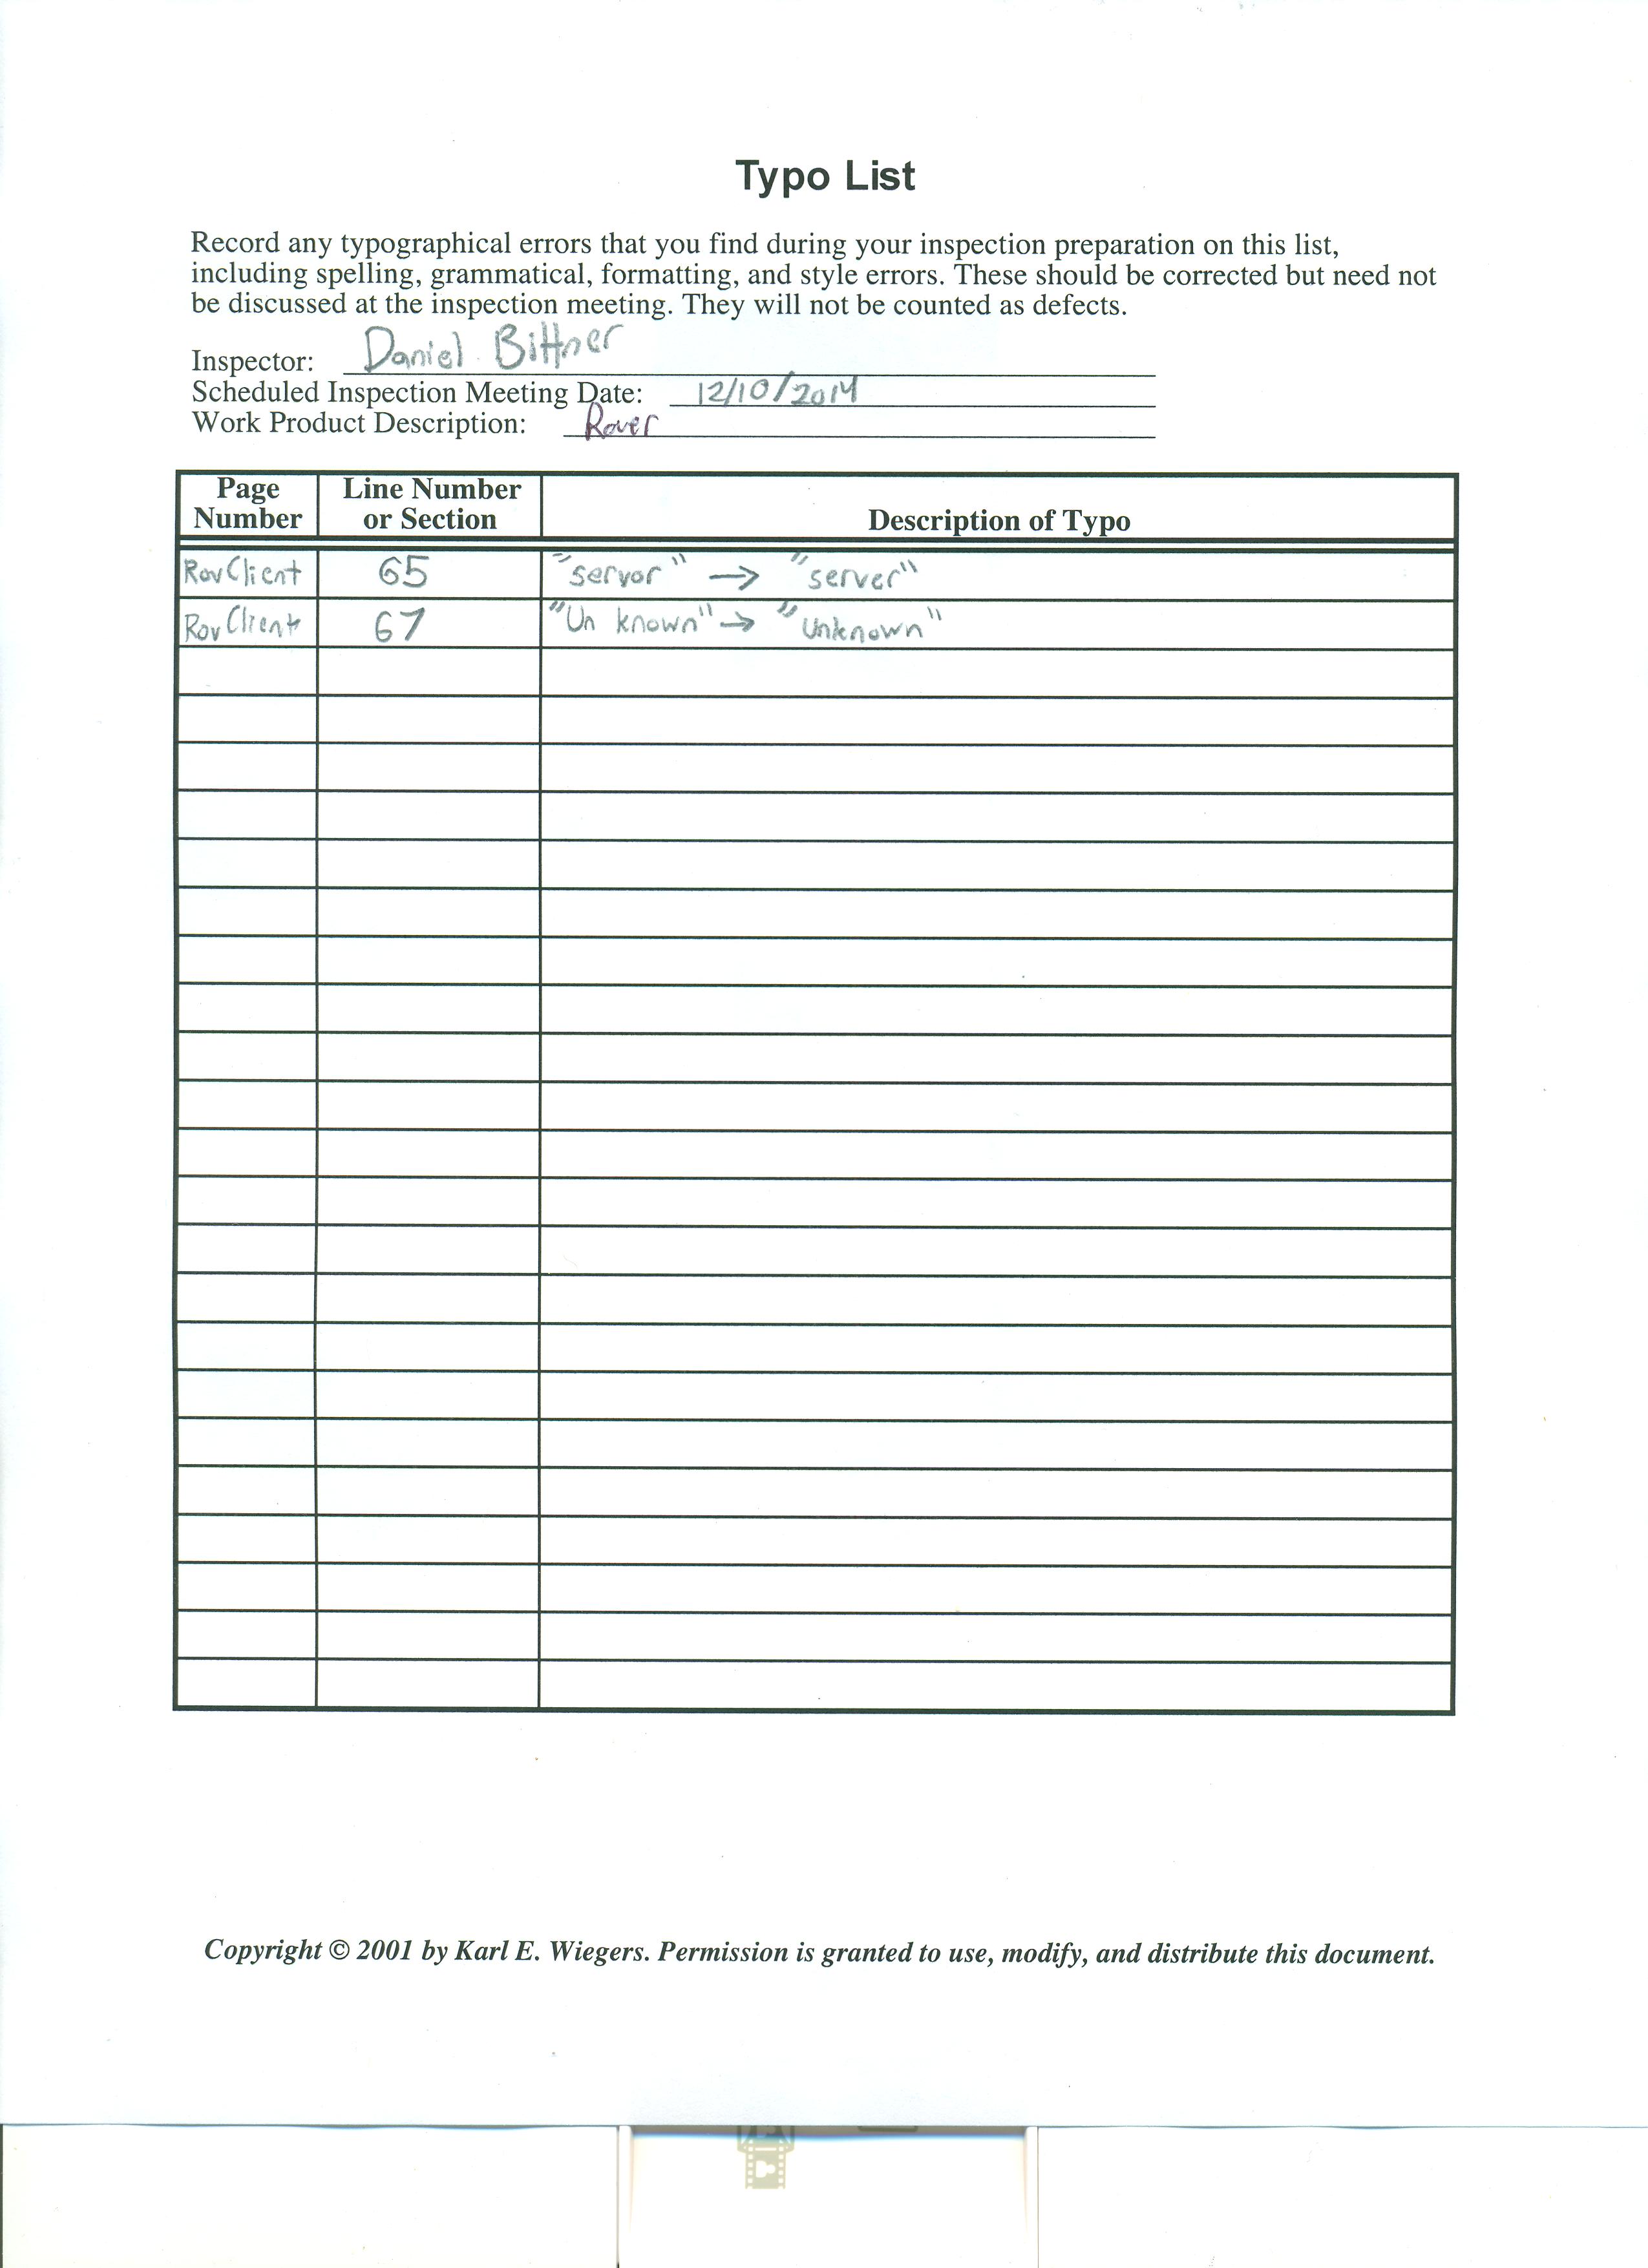 Typo List
Record any typographical errors that you find during your inspection preparation on this list,
including spelling, grammatical, formatting, and style errors. These should be corrected but need not
be discussed at the inspection meeting. They will not be counted as defects.
Inspector: Daniel Bittner
Scheduled Inspection Meeting Date: 12/10/2014
Work Product Description: Rover
Page Number Line Number or Section Description of Typo
RovClient 65 "servor" → "server"
RovClient 67 "Un known" → "Unknown"
Copyright © 2001 by Karl E. Wiegers. Permission is granted to use, modify, and distribute this document.